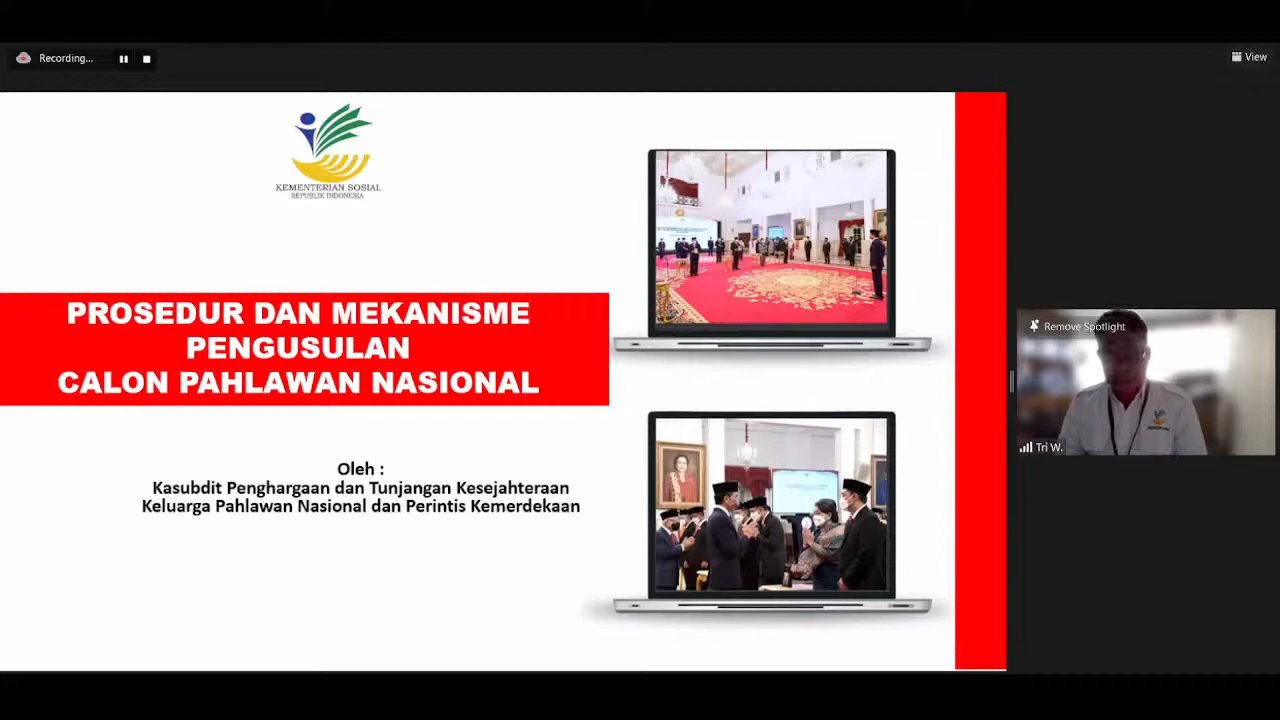 Recording...
View
KEMENTERIAN SOSIAL
REPUBLIK INDONESIA
PROSEDUR DAN MEKANISME
PENGUSULAN
CALON PAHLAWAN NASIONAL
Oleh :
Kasubdit Penghargaan dan Tunjangan Kesejahteraan
Keluarga Pahlawan Nasional dan Perintis Kemerdekaan
Remove Spotlight
Tri W.